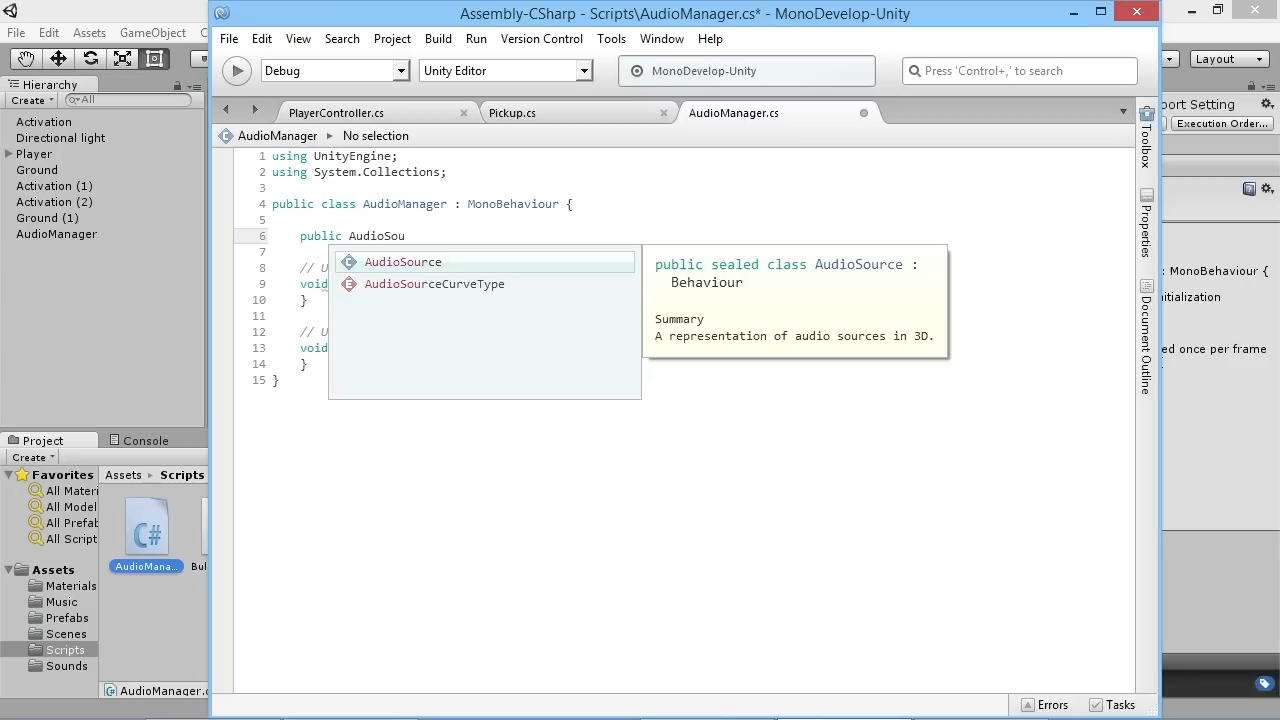 Assembly-CSharp - Scripts\AudioManager.cs* - MonoDevelop-Unity
File Edit Assets GameObject C
File Edit View Search Project Build Run Version Control Tools Window Help
Layout
Debug
Unity Editor
MonoDevelop-Unity
Press 'Control+,' to search
Hierarchy
Create
All
Activation
Directional light
Player
Ground
Activation (1)
Activation (2)
Ground (1)
AudioManager
PlayerController.cs
Pickup.cs
AudioManager.cs
AudioManager
No selection
1 using UnityEngine;
2 using System.Collections;
3
4 public class AudioManager : MonoBehaviour {
5
6 public AudioSou
7
8 // U
9 void
10 }
11
12 // U
13 void
14 }
15 }
AudioSource
AudioSourceCurveType
public sealed class AudioSource :
Behaviour
Summary
A representation of audio sources in 3D.
Toolbox
Properties
Document Outline
port Setting
Execution Order...
: MonoBehaviour {
itialization
ed once per frame
Project
Console
Create
Favorites
All Materi
All Model
All Prefab
All Script
Assets
Materials
Music
Prefabs
Scenes
Scripts
Sounds
Assets
Scripts
C#
AudioMana...
Bul
AudioManager.c
Errors
Tasks